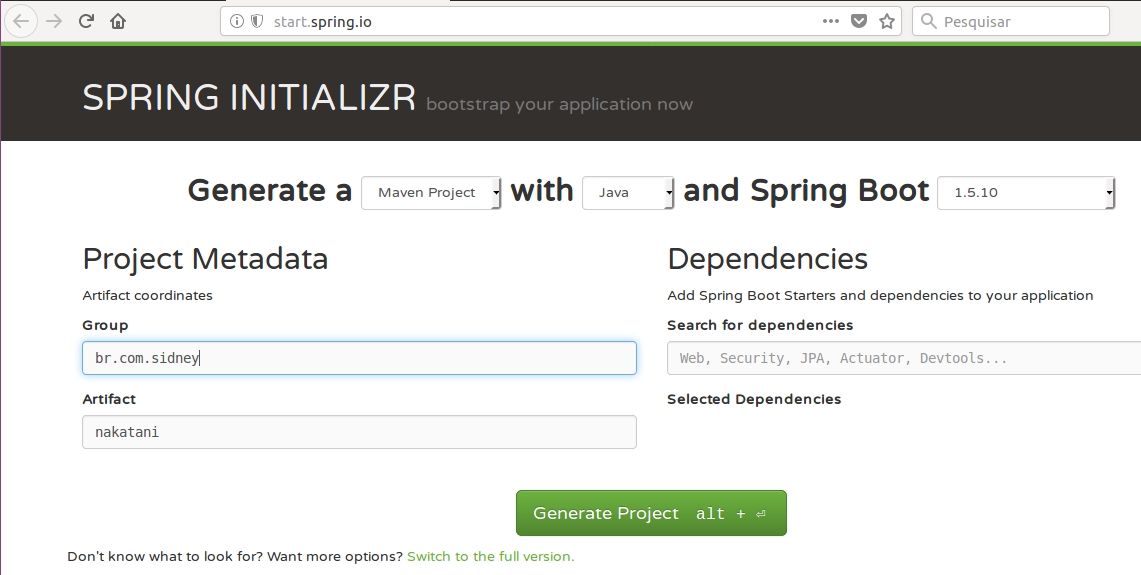 start.spring.io
Pesquisar
SPRING INITIALIZR bootstrap your application now
Generate a Maven Project with Java and Spring Boot 1.5.10
Project Metadata
Artifact coordinates
Group
br.com.sidney
Artifact
nakatani
Dependencies
Add Spring Boot Starters and dependencies to your application
Search for dependencies
Web, Security, JPA, Actuator, Devtools...
Selected Dependencies
Generate Project alt + ⏎
Don't know what to look for? Want more options? Switch to the full version.